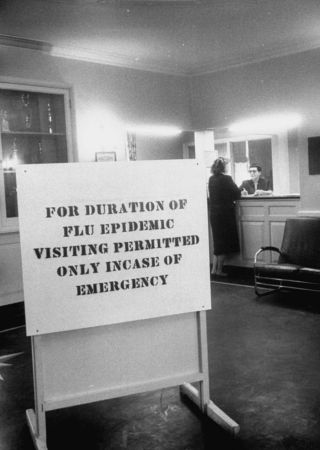 FOR DURATION OF
FLU EPIDEMIC
VISITING PERMITTED
ONLY INCASE OF
EMERGENCY